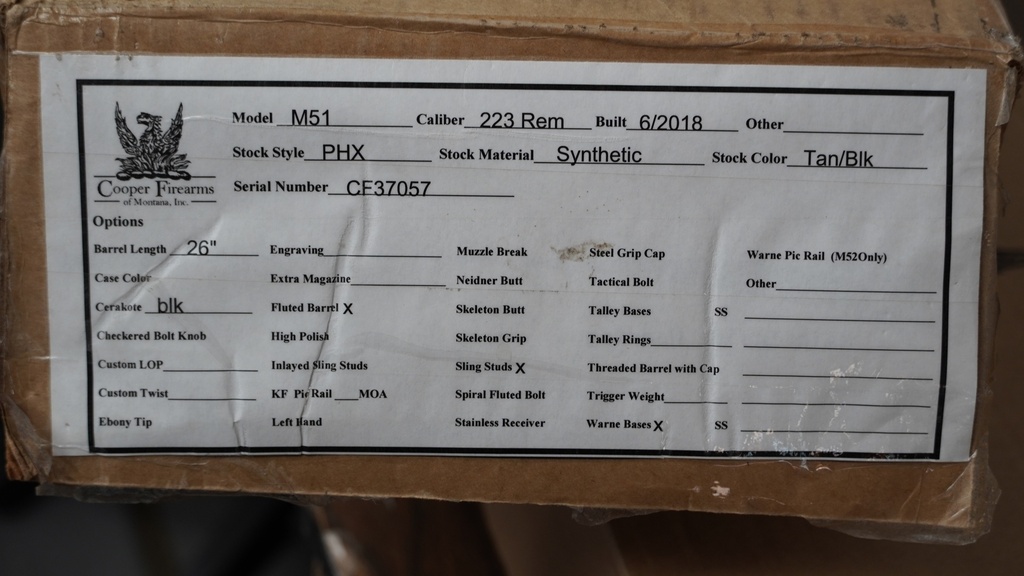 Model M51 Caliber 223 Rem Built 6/2018 Other
Stock Style PHX Stock Material Synthetic Stock Color Tan/Blk
Cooper Firearms
of Montana, Inc.
Serial Number CF37057
Options
Barrel Length 26" Engraving Muzzle Break Steel Grip Cap Warne Pic Rail (M52Only)
Case Color Extra Magazine Neidner Butt Tactical Bolt Other
Cerakote blk Fluted Barrel X Skeleton Butt Talley Bases SS
Checkered Bolt Knob High Polish Skeleton Grip Talley Rings
Custom LOP Inlayed Sling Studs Sling Studs X Threaded Barrel with Cap
Custom Twist KF Pic Rail ___MOA Spiral Fluted Bolt Trigger Weight
Ebony Tip Left Hand Stainless Receiver Warne Bases X SS